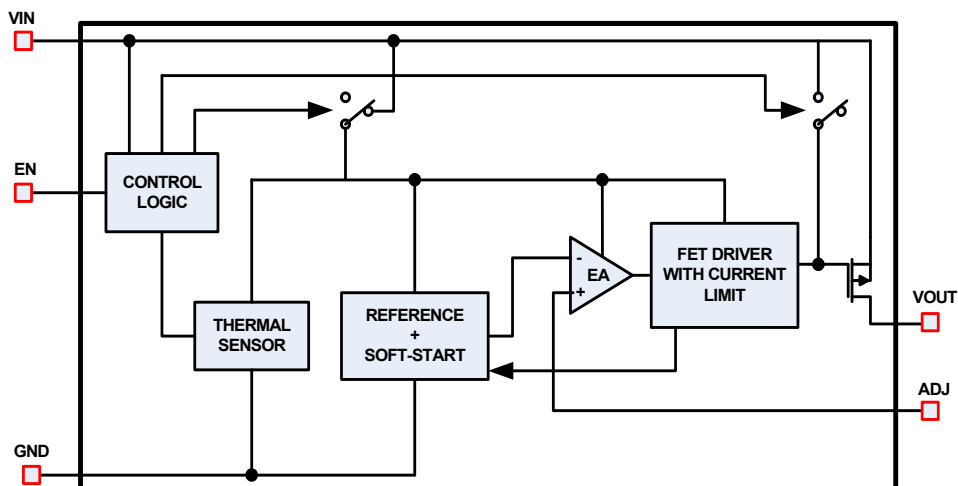 VIN
EN
CONTROL
LOGIC
THERMAL
SENSOR
REFERENCE
+
SOFT-START
-
EA
+
FET DRIVER
WITH CURRENT
LIMIT
VOUT
ADJ
GND